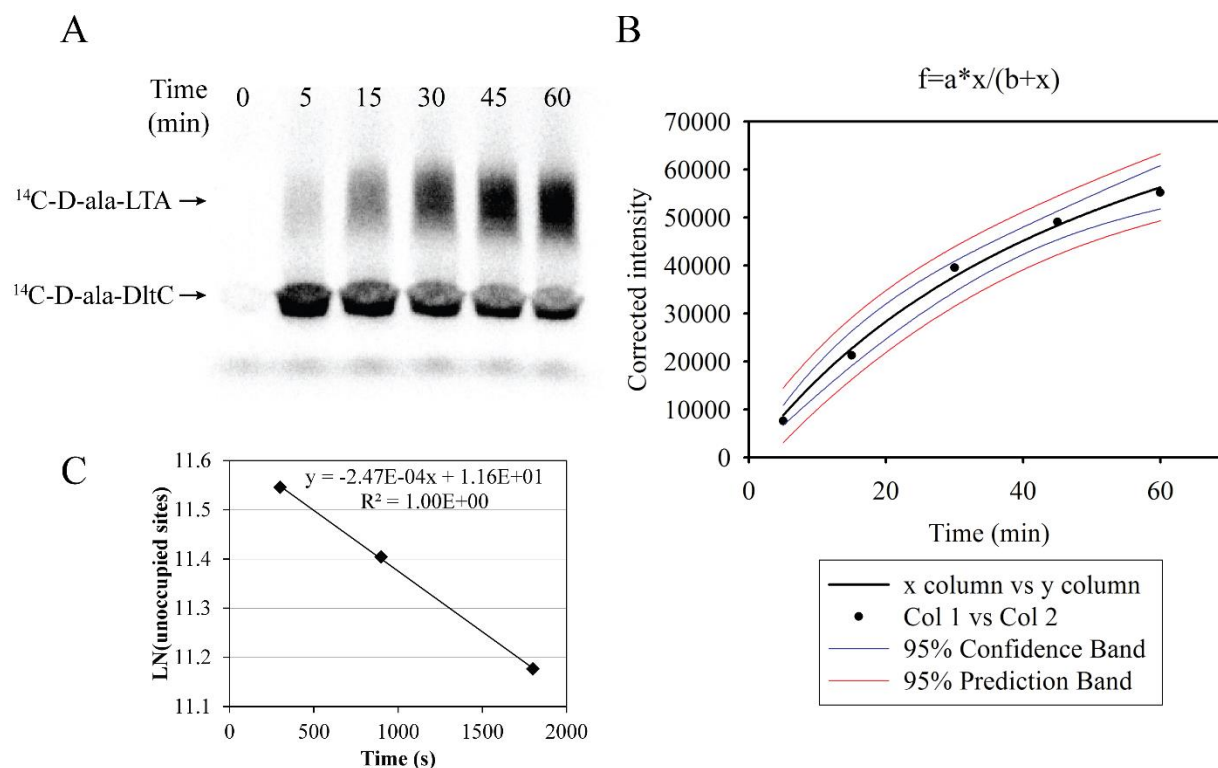 A
Time
(min)
0 5 15 30 45 60
¹⁴C-D-ala-LTA →
¹⁴C-D-ala-DltC →
B
f=a*x/(b+x)
Corrected intensity
70000
60000
50000
40000
30000
20000
10000
0
0 20 40 60
Time (min)
x column vs y column
Col 1 vs Col 2
95% Confidence Band
95% Prediction Band
C
y = -2.47E-04x + 1.16E+01
R² = 1.00E+00
LN(unoccupied sites)
11.6
11.5
11.4
11.3
11.2
11.1
0 500 1000 1500 2000
Time (s)